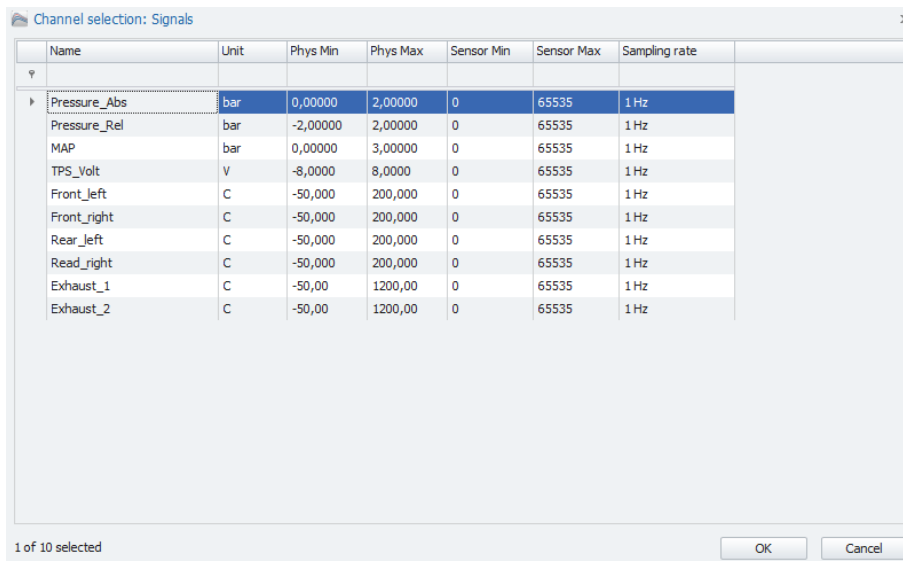 Channel selection: Signals
Name Unit Phys Min Phys Max Sensor Min Sensor Max Sampling rate
Pressure_Abs bar 0,00000 2,00000 0 65535 1 Hz
Pressure_Rel bar -2,00000 2,00000 0 65535 1 Hz
MAP bar 0,00000 3,00000 0 65535 1 Hz
TPS_Volt V -8,0000 8,0000 0 65535 1 Hz
Front_left C -50,000 200,000 0 65535 1 Hz
Front_right C -50,000 200,000 0 65535 1 Hz
Rear_left C -50,000 200,000 0 65535 1 Hz
Read_right C -50,000 200,000 0 65535 1 Hz
Exhaust_1 C -50,00 1200,00 0 65535 1 Hz
Exhaust_2 C -50,00 1200,00 0 65535 1 Hz
1 of 10 selected OK Cancel